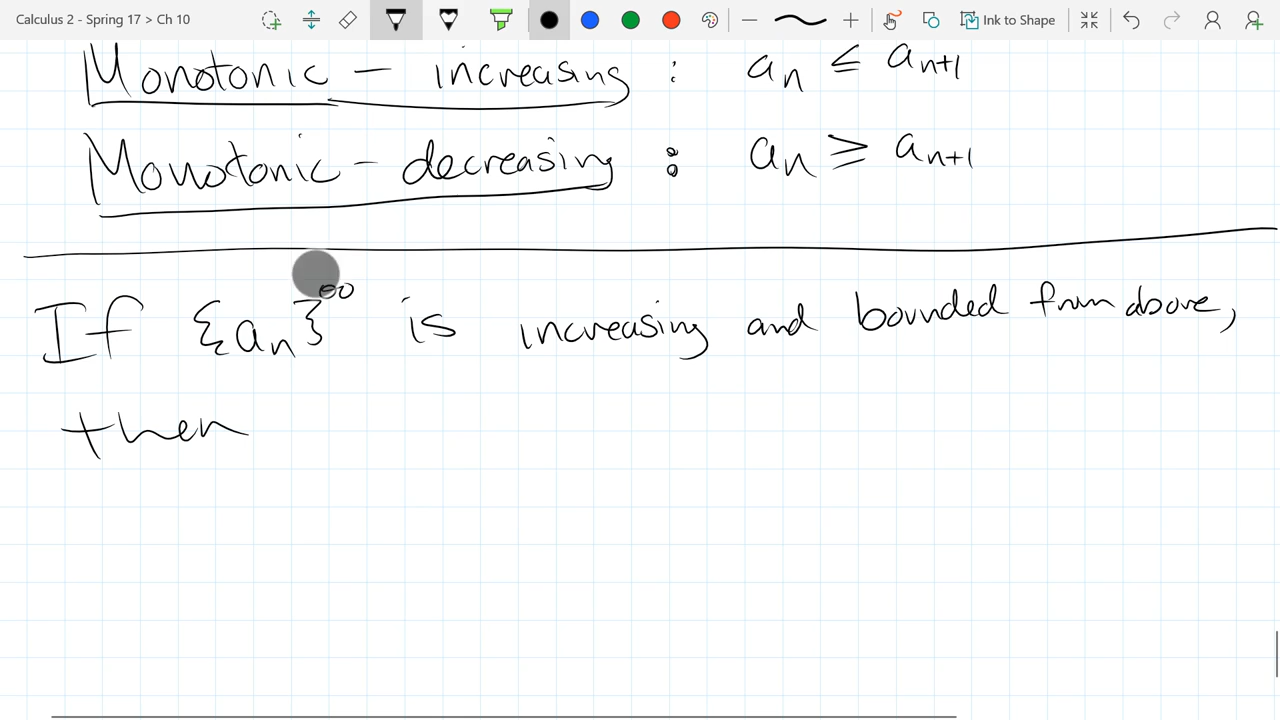 Calculus 2 - Spring 17 > Ch 10
Ink to Shape
Monotonic - increasing : aₙ ≤ aₙ₊₁
Monotonic - decreasing : aₙ ≥ aₙ₊₁
If {aₙ}^∞ is increasing and bounded from above,
then